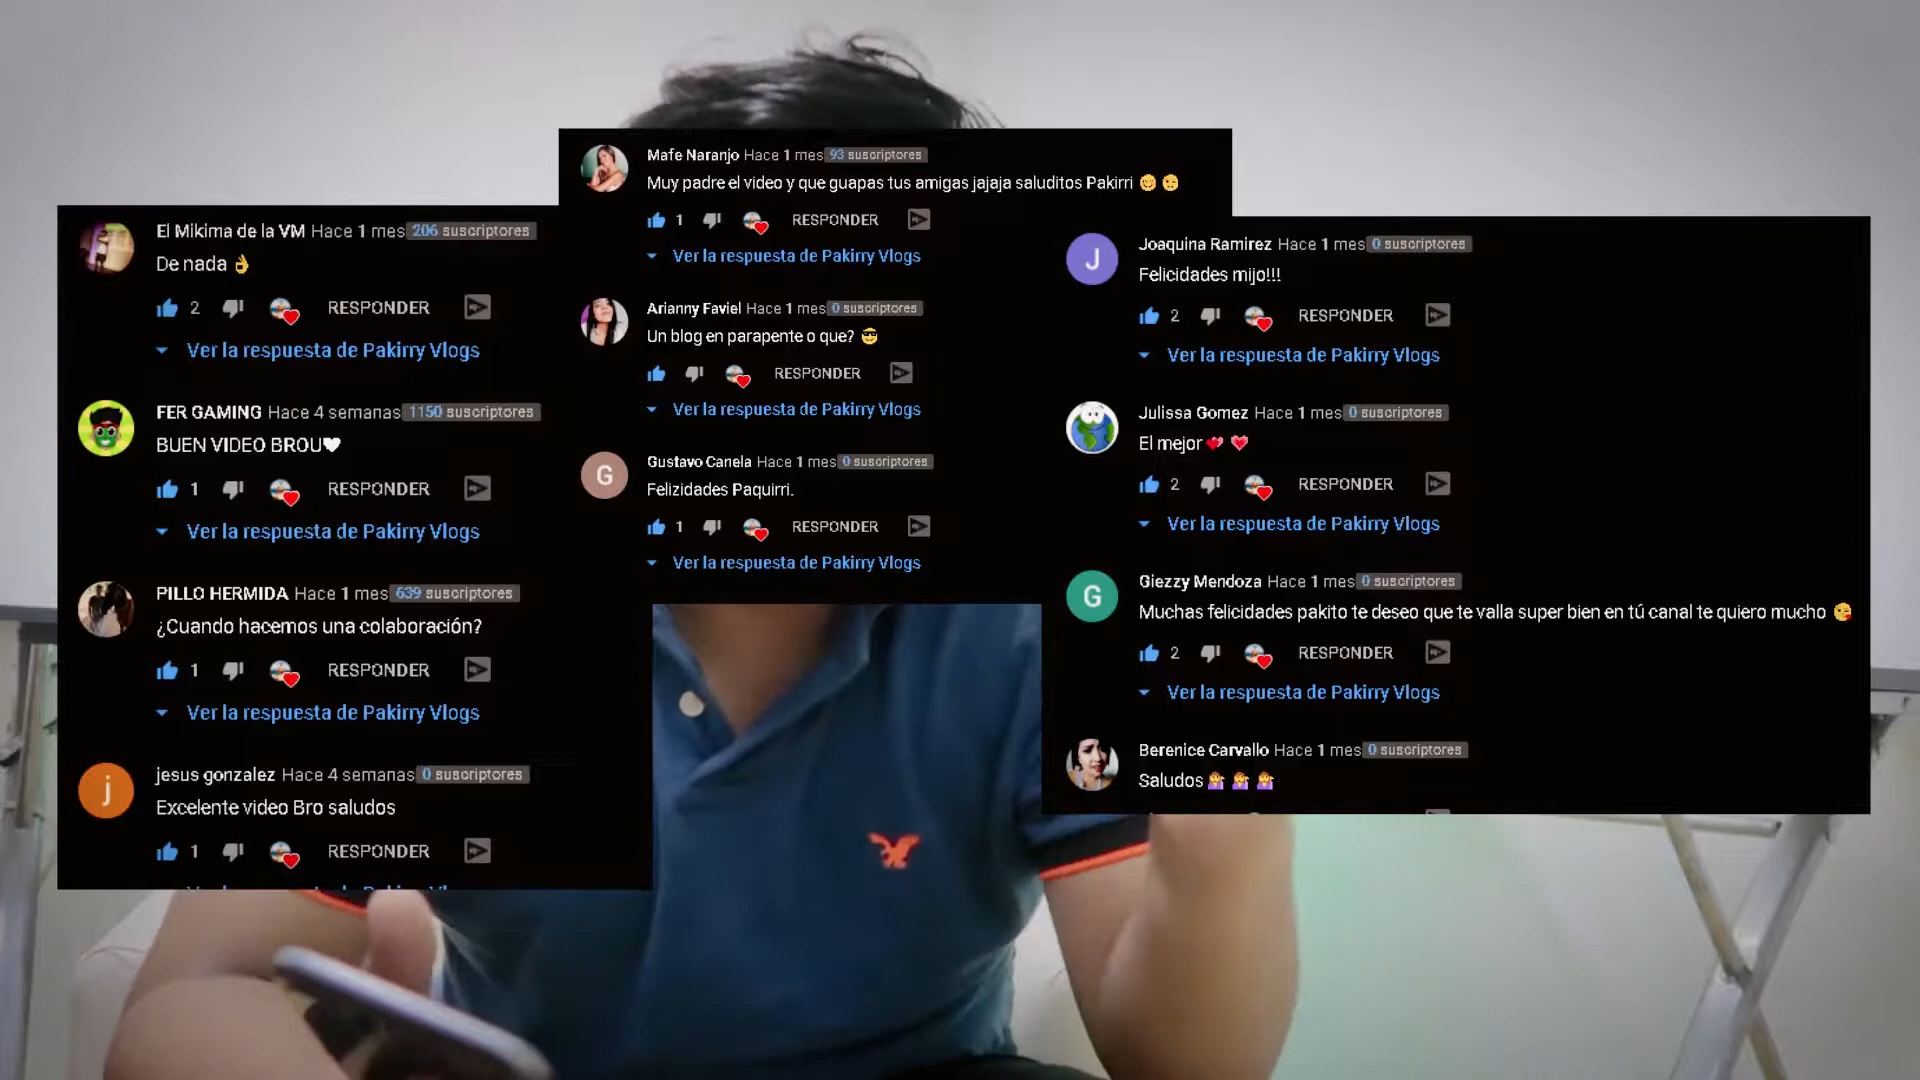 El Mikima de la VM Hace 1 mes 206 suscriptores
De nada 👌
2 RESPONDER
Ver la respuesta de Pakirry Vlogs
FER GAMING Hace 4 semanas 1150 suscriptores
BUEN VIDEO BROU🤍
1 RESPONDER
Ver la respuesta de Pakirry Vlogs
PILLO HERMIDA Hace 1 mes 639 suscriptores
¿Cuando hacemos una colaboración?
1 RESPONDER
Ver la respuesta de Pakirry Vlogs
j
jesus gonzalez Hace 4 semanas 0 suscriptores
Excelente video Bro saludos
1 RESPONDER
Mafe Naranjo Hace 1 mes 93 suscriptores
Muy padre el video y que guapas tus amigas jajaja saluditos Pakirri 😊 😉
1 RESPONDER
Ver la respuesta de Pakirry Vlogs
Arianny Faviel Hace 1 mes 0 suscriptores
Un blog en parapente o que? 😎
RESPONDER
Ver la respuesta de Pakirry Vlogs
G
Gustavo Canela Hace 1 mes 0 suscriptores
Felizidades Paquirri.
1 RESPONDER
Ver la respuesta de Pakirry Vlogs
J
Joaquina Ramirez Hace 1 mes 0 suscriptores
Felicidades mijo!!!
2 RESPONDER
Ver la respuesta de Pakirry Vlogs
Julissa Gomez Hace 1 mes 0 suscriptores
El mejor 💕 💗
2 RESPONDER
Ver la respuesta de Pakirry Vlogs
G
Giezzy Mendoza Hace 1 mes 0 suscriptores
Muchas felicidades pakito te deseo que te valla super bien en tú canal te quiero mucho 😘
2 RESPONDER
Ver la respuesta de Pakirry Vlogs
Berenice Carvallo Hace 1 mes 0 suscriptores
Saludos 🤷‍♀️ 🤷‍♀️ 🤷‍♀️